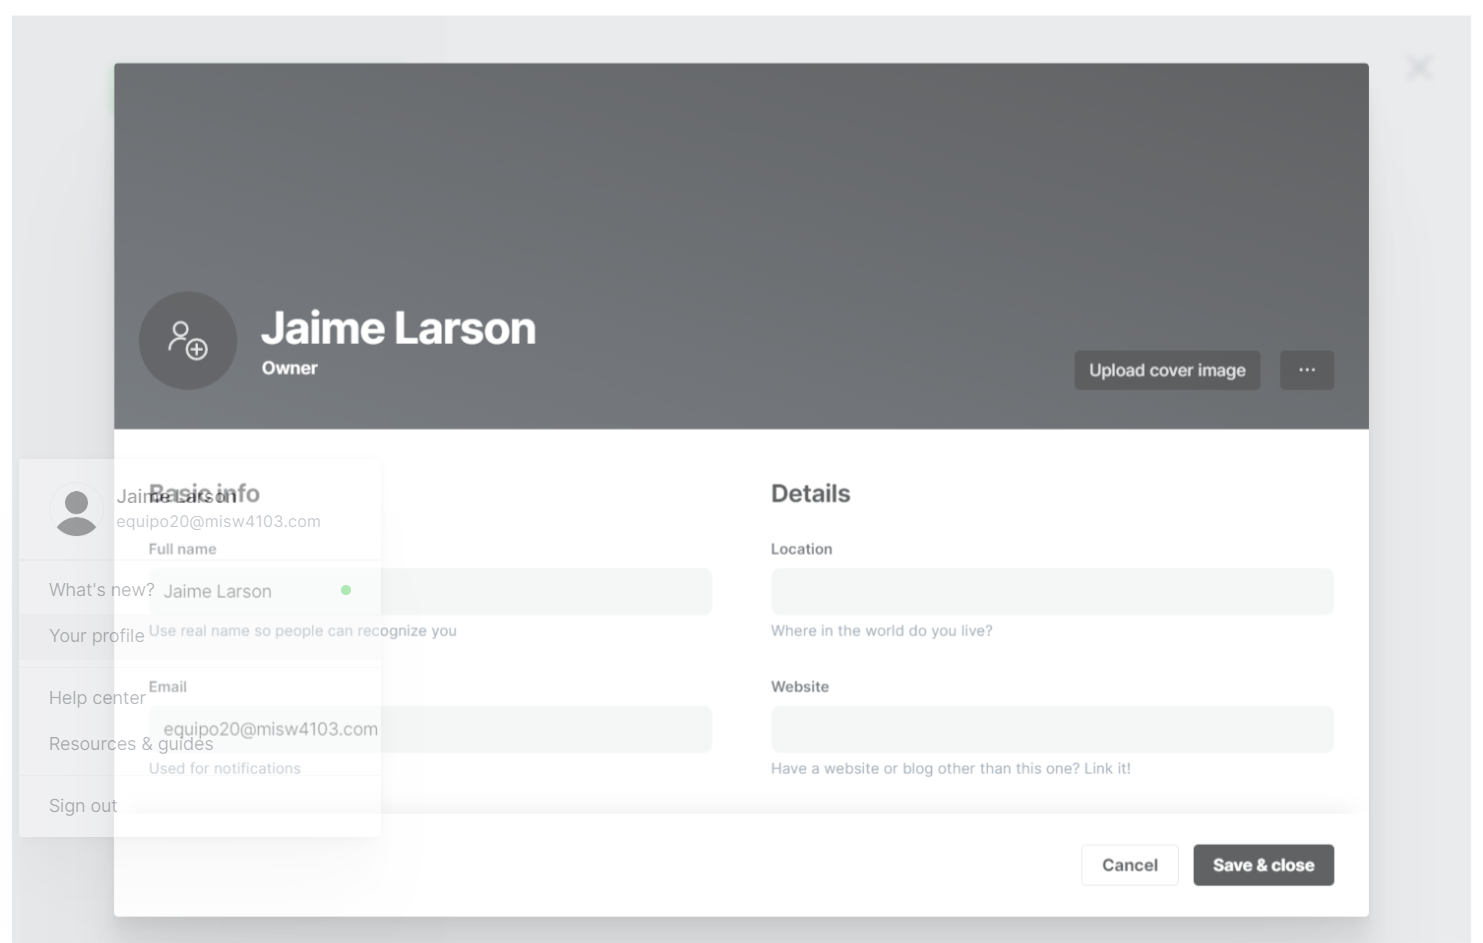 Jaime Larson
Owner
Upload cover image
···
Basic info
Details
Full name
Jaime Larson
Use real name so people can recognize you
Location
Where in the world do you live?
Email
equipo20@misw4103.com
Used for notifications
Website
Have a website or blog other than this one? Link it!
Cancel
Save & close
Jaime Larson
equipo20@misw4103.com
What's new?
Your profile
Help center
Resources & guides
Sign out